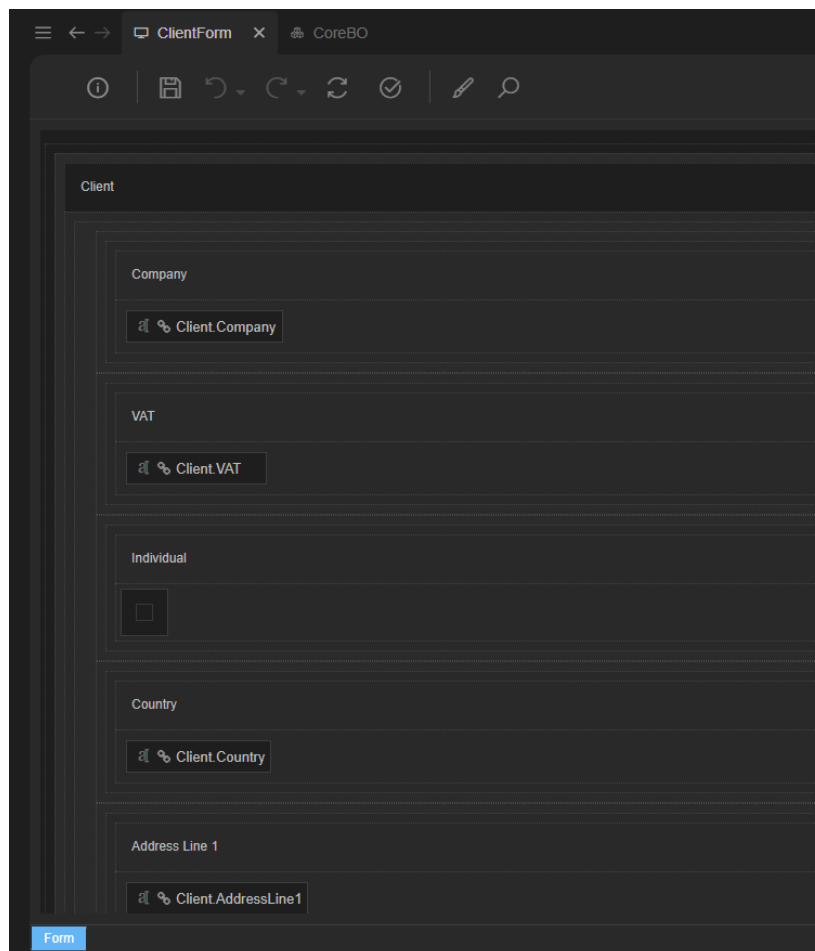 ClientForm CoreBO
Client
Company
Client.Company
VAT
Client.VAT
Individual
Country
Client.Country
Address Line 1
Client.AddressLine1
Form